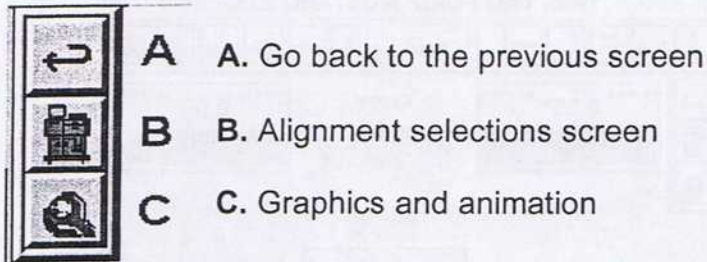 A A. Go back to the previous screen
B B. Alignment selections screen
C C. Graphics and animation